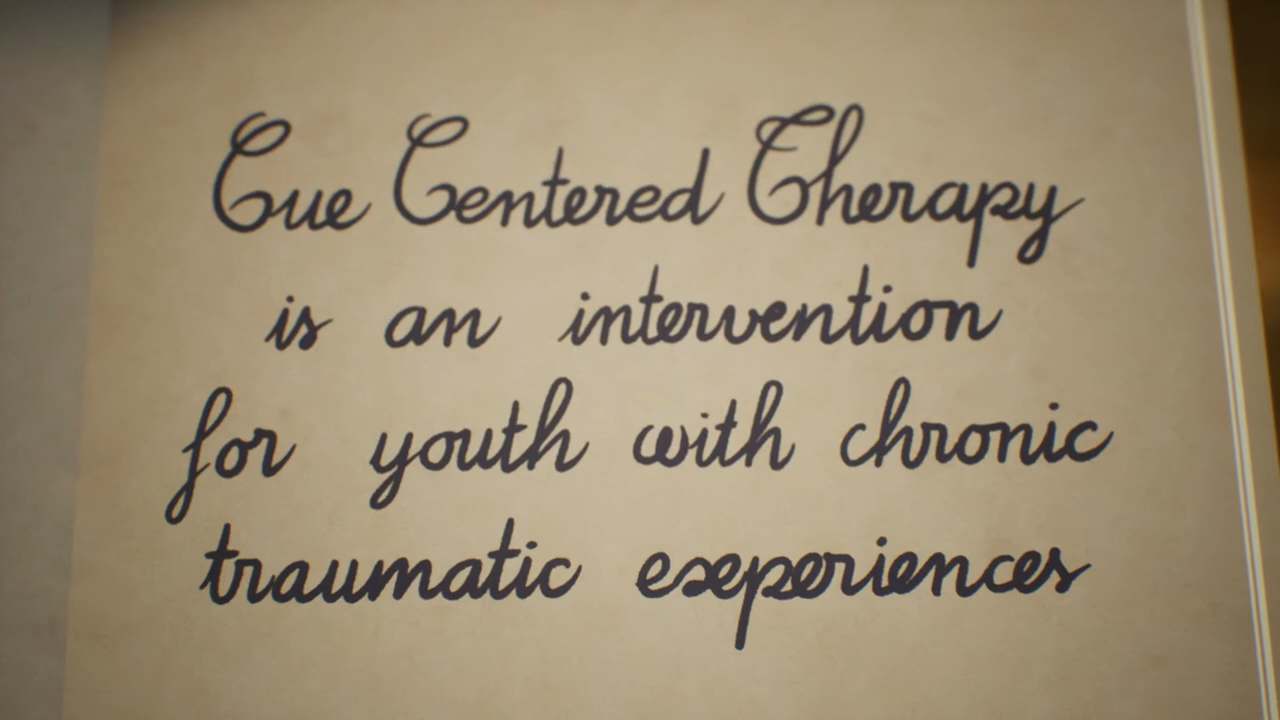 Cue Centered Therapy
is an intervention
for youth with chronic
traumatic experiences